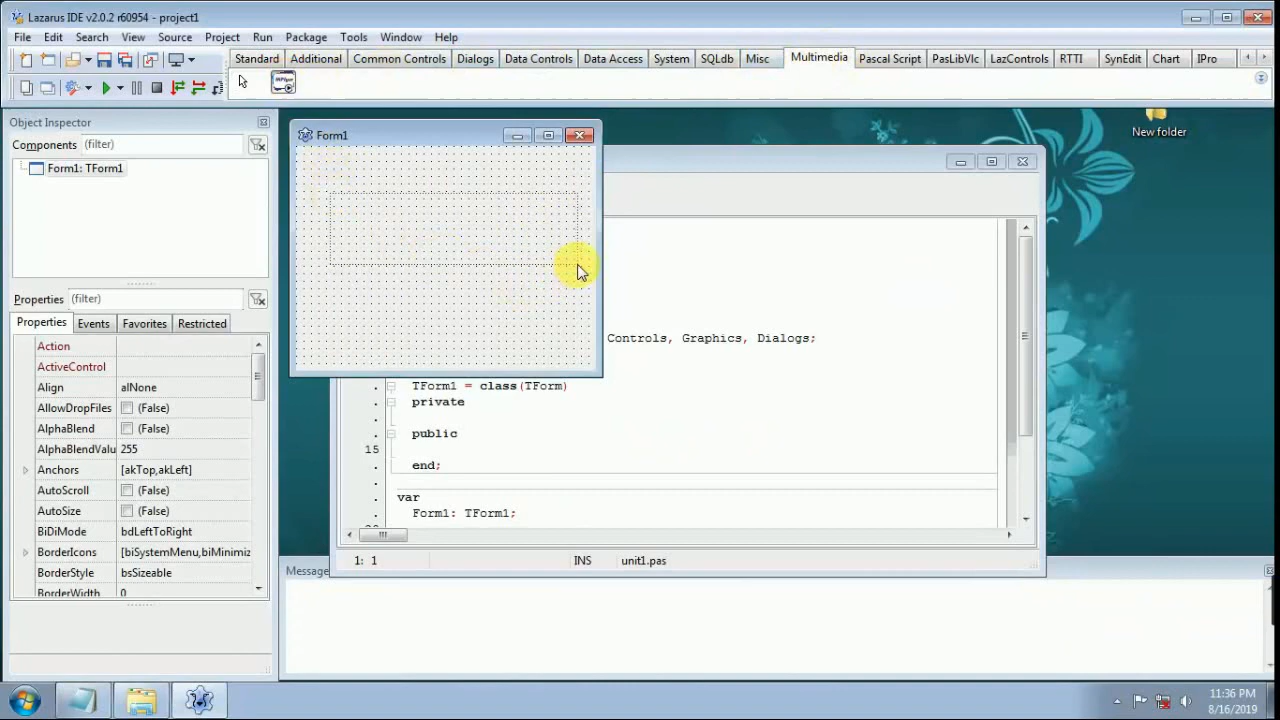 Lazarus IDE v2.0.2 r60954 - project1
File Edit Search View Source Project Run Package Tools Window Help
Standard Additional Common Controls Dialogs Data Controls Data Access System SQLdb Misc Multimedia Pascal Script PasLibVlc LazControls RTTI SynEdit Chart IPro
Object Inspector
Components (filter)
Form1: TForm1
Properties (filter)
Properties Events Favorites Restricted
Action
ActiveControl
Align alNone
AllowDropFiles (False)
AlphaBlend (False)
AlphaBlendValu 255
Anchors [akTop,akLeft]
AutoScroll (False)
AutoSize (False)
BiDiMode bdLeftToRight
BorderIcons [biSystemMenu,biMinimiz
BorderStyle bsSizeable
BorderWidth 0
Form1
New folder
Controls, Graphics, Dialogs;
TForm1 = class(TForm)
private
public
15
end;
var
Form1: TForm1;
1: 1 INS unit1.pas
Message
11:36 PM
8/16/2019